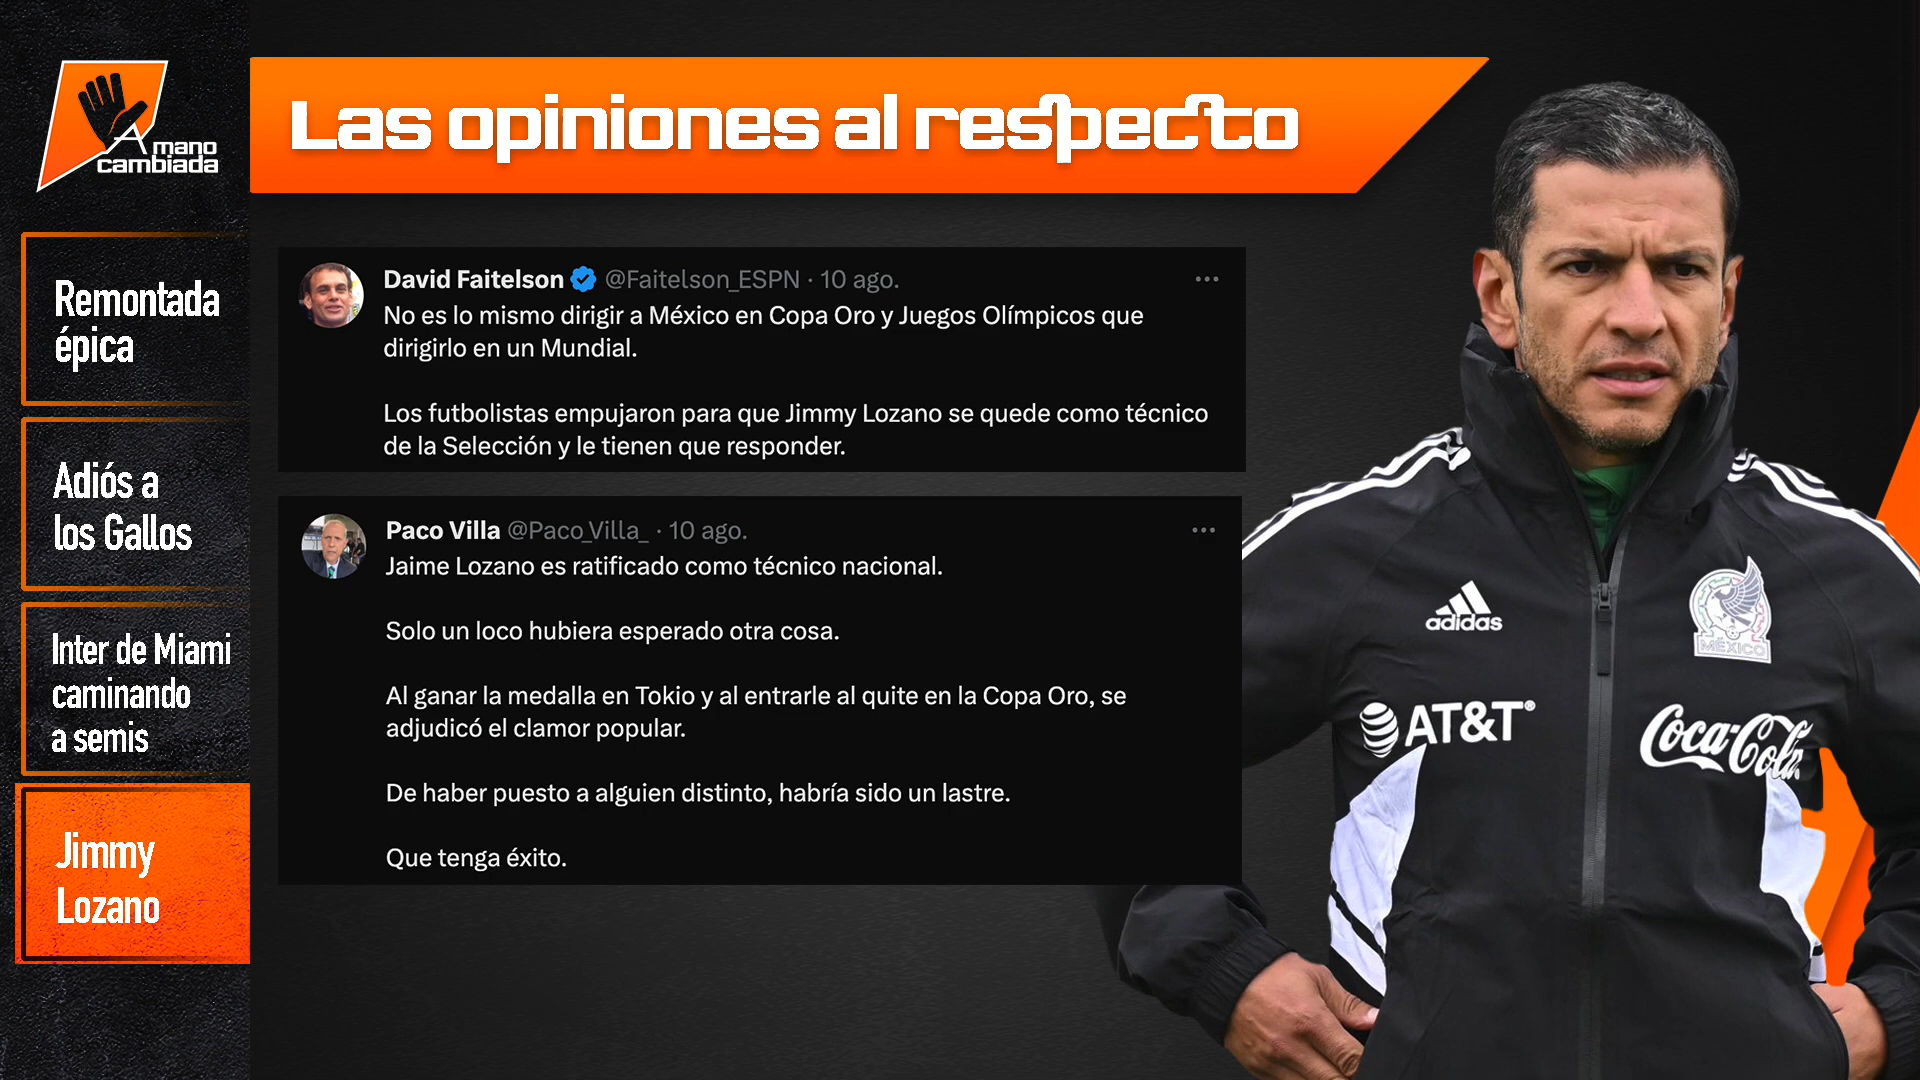 A mano
cambiada
Las opiniones al respecto
Remontada
épica
Adiós a
los Gallos
Inter de Miami
caminando
a semis
Jimmy
Lozano
David Faitelson @Faitelson_ESPN · 10 ago.
No es lo mismo dirigir a México en Copa Oro y Juegos Olímpicos que
dirigirlo en un Mundial.
Los futbolistas empujaron para que Jimmy Lozano se quede como técnico
de la Selección y le tienen que responder.
Paco Villa @Paco_Villa_ · 10 ago.
Jaime Lozano es ratificado como técnico nacional.
Solo un loco hubiera esperado otra cosa.
Al ganar la medalla en Tokio y al entrarle al quite en la Copa Oro, se
adjudicó el clamor popular.
De haber puesto a alguien distinto, habría sido un lastre.
Que tenga éxito.
adidas
MÉXICO
AT&T®
Coca-Cola